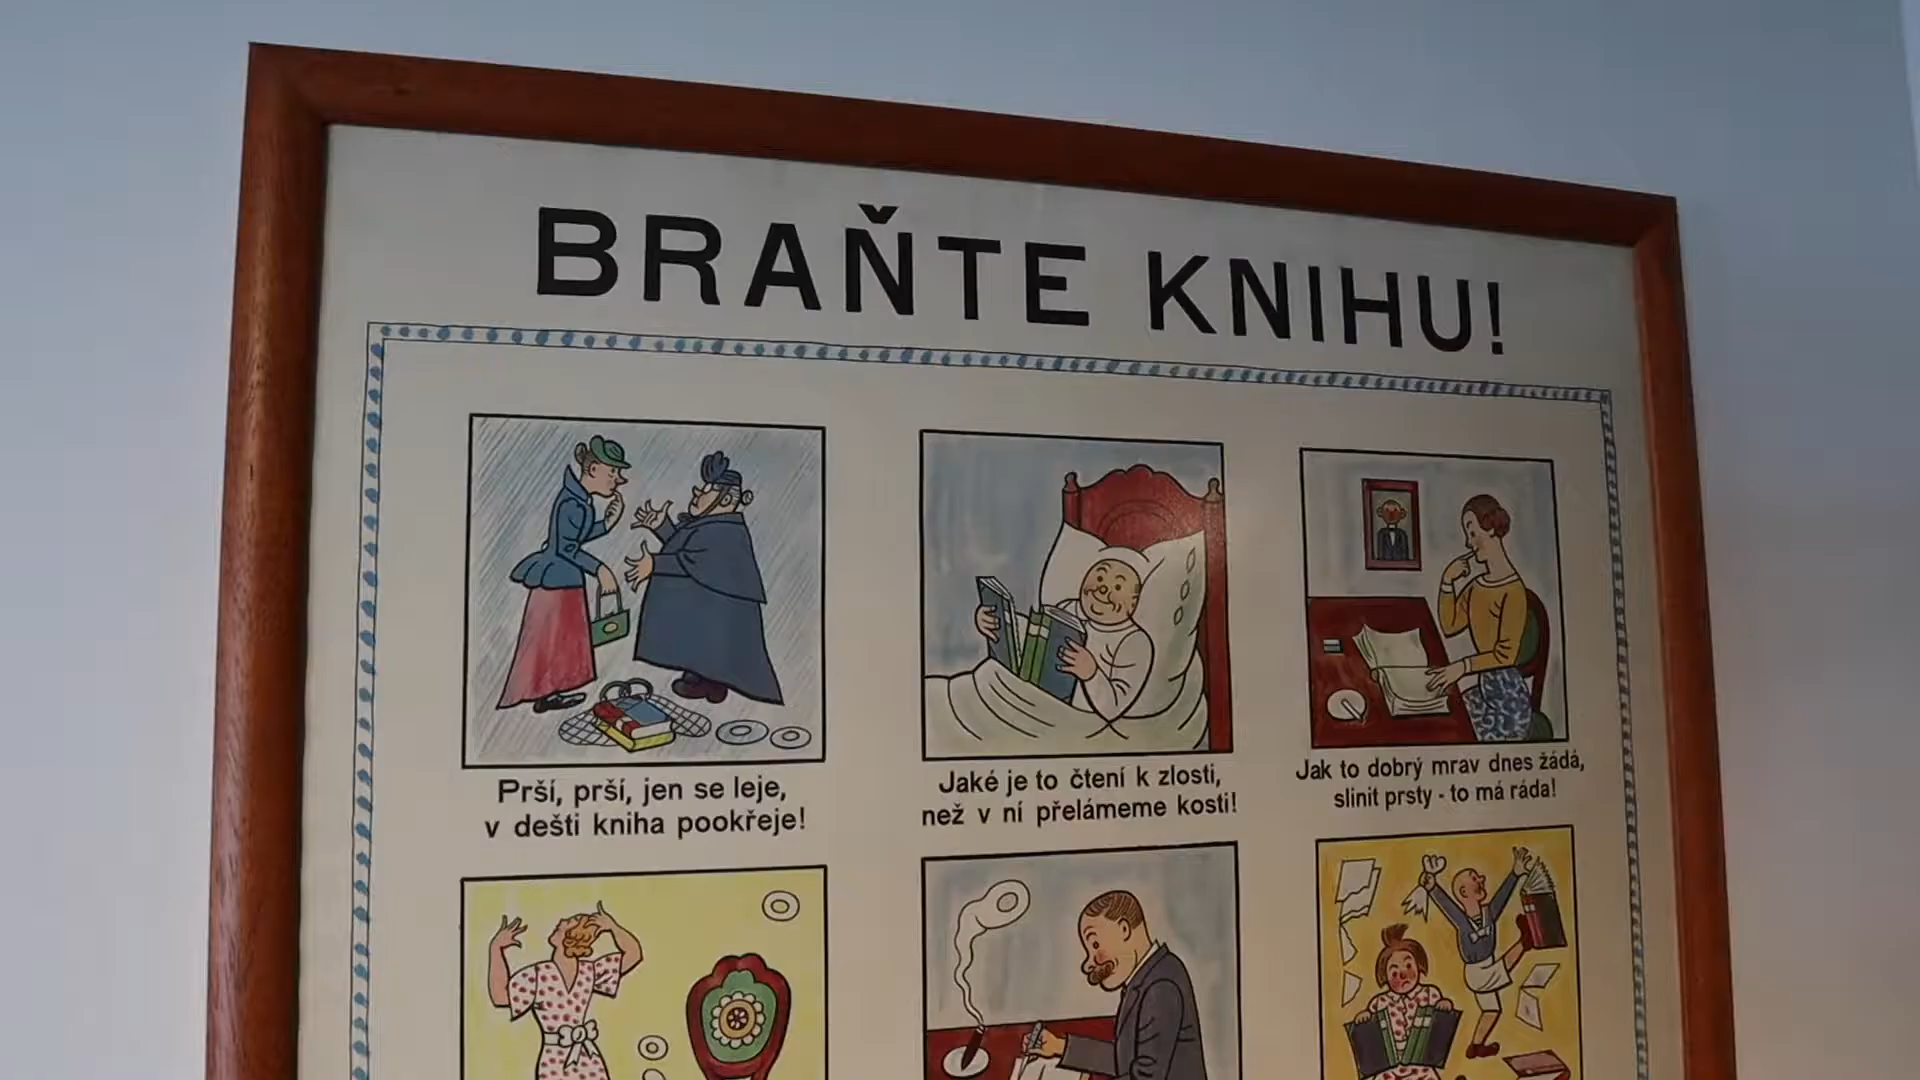 BRAŇTE KNIHU!
Prší, prší, jen se leje,
v dešti kniha pookřeje!
Jaké je to čtení k zlosti,
než v ní přelámeme kosti!
Jak to dobrý mrav dnes žádá,
slinit prsty - to má ráda!